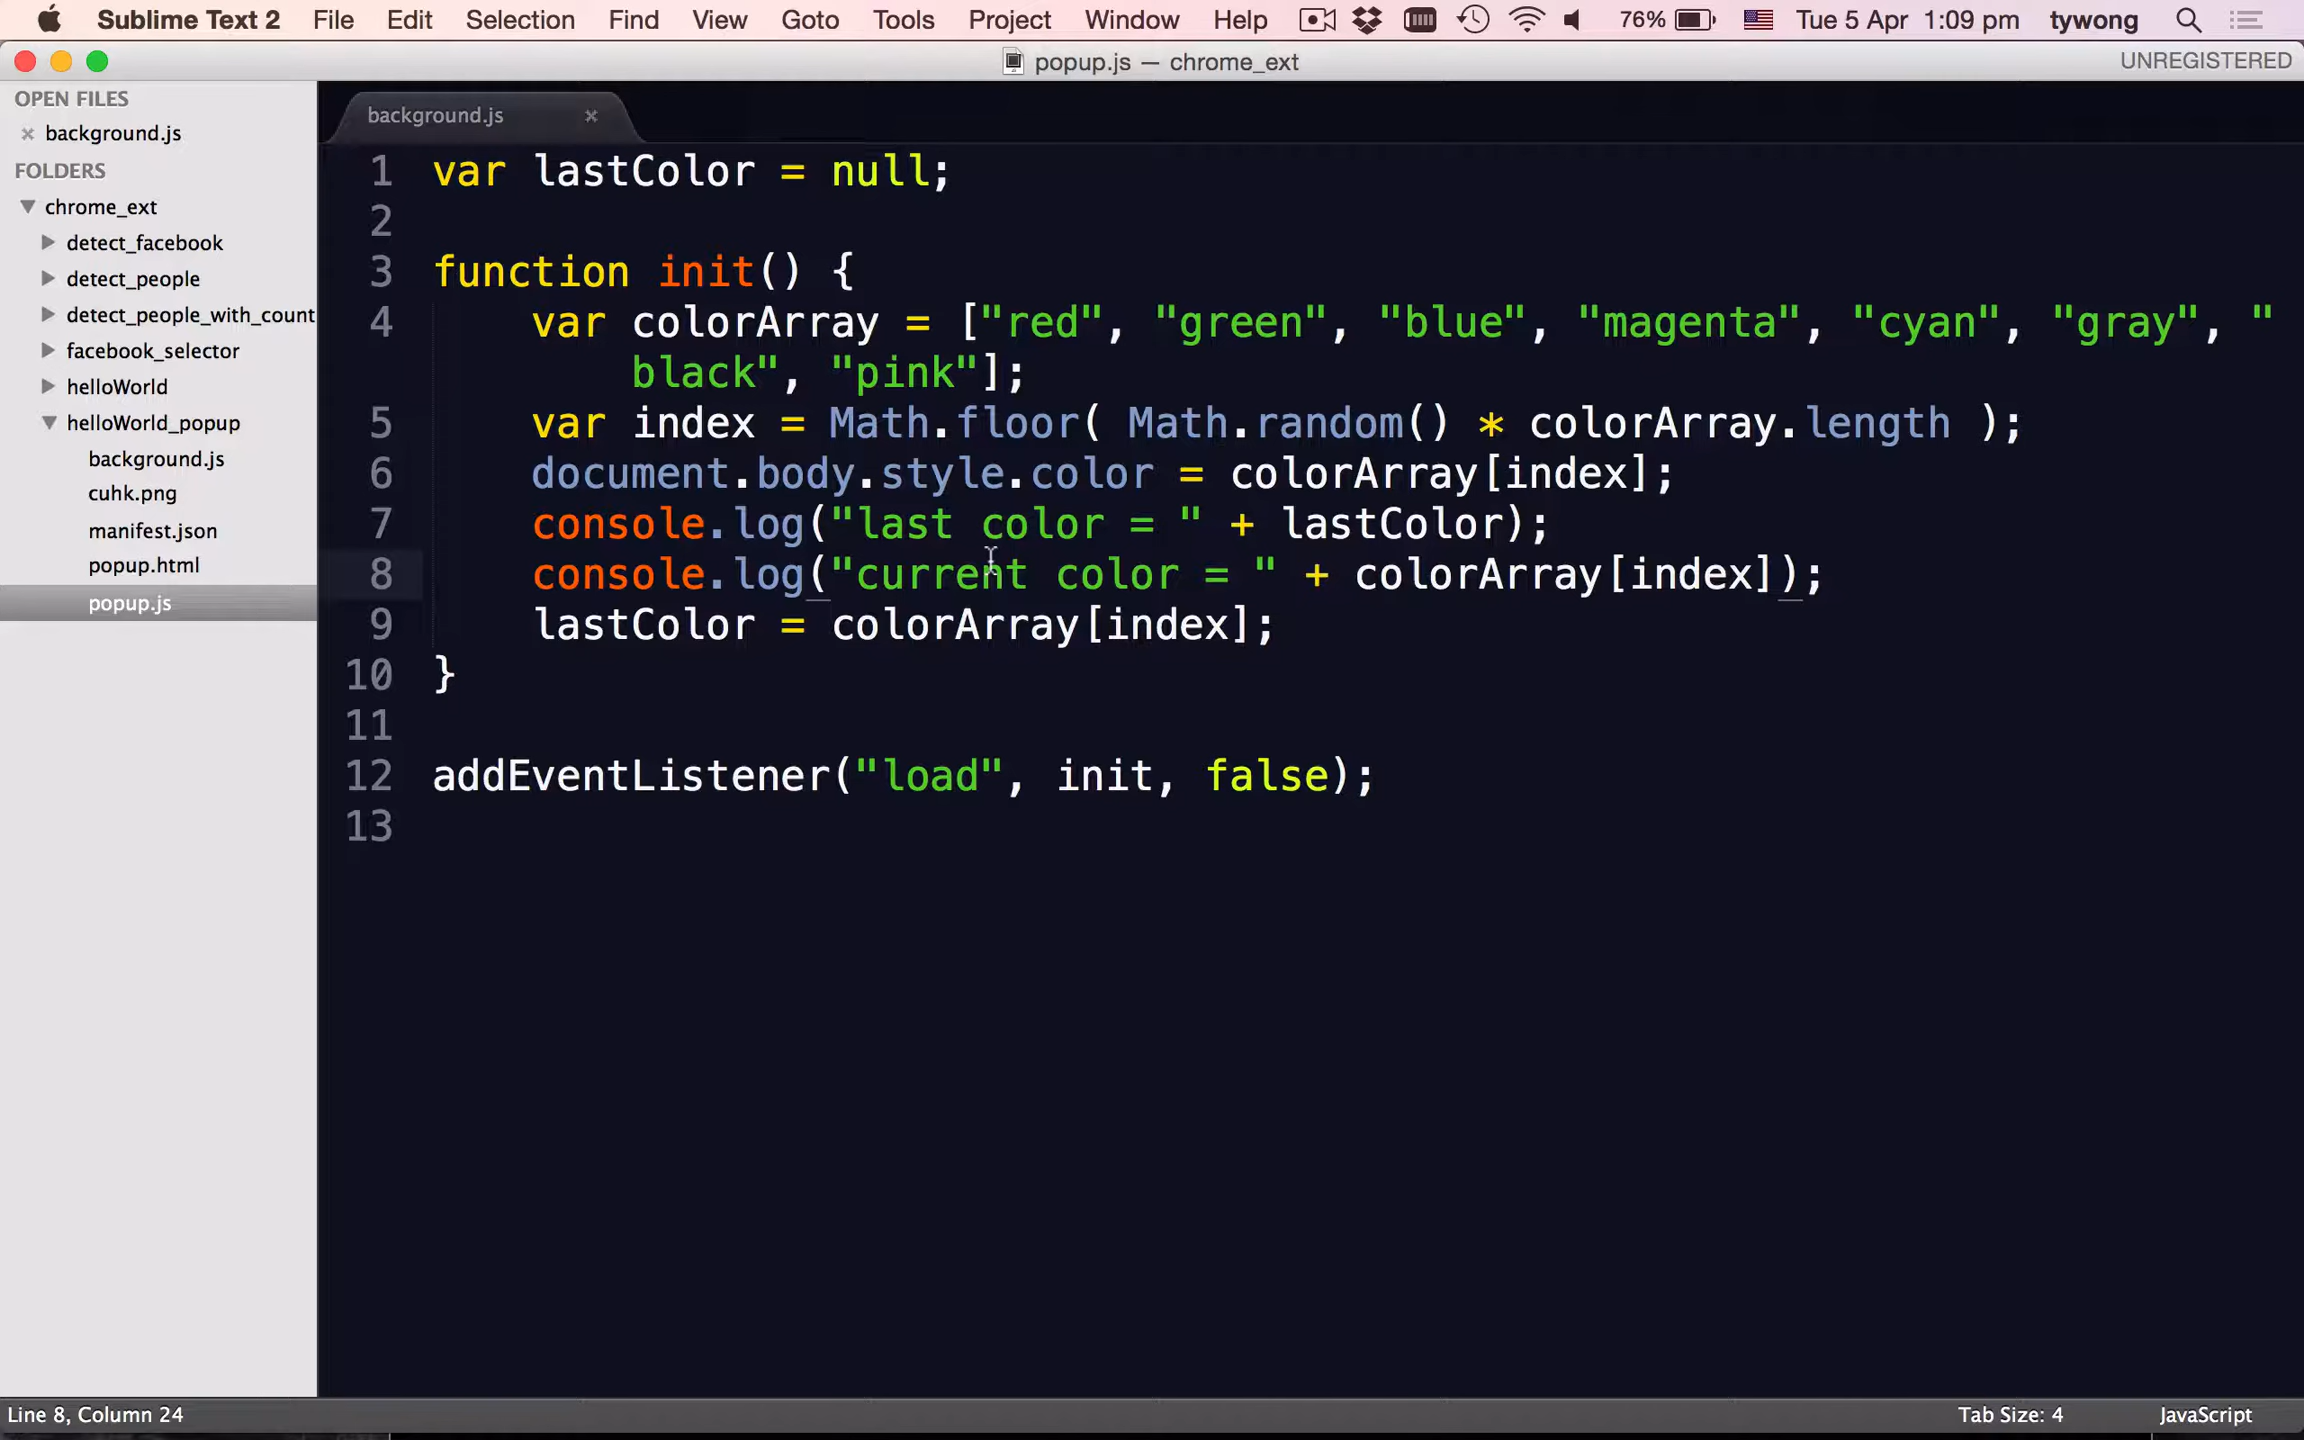 Sublime Text 2 File Edit Selection Find View Goto Tools Project Window Help 76% Tue 5 Apr 1:09 pm tywong
popup.js — chrome_ext UNREGISTERED
OPEN FILES
background.js
FOLDERS
chrome_ext
detect_facebook
detect_people
detect_people_with_count
facebook_selector
helloWorld
helloWorld_popup
background.js
cuhk.png
manifest.json
popup.html
popup.js
background.js
1 var lastColor = null;
2
3 function init() {
4 var colorArray = ["red", "green", "blue", "magenta", "cyan", "gray", "
black", "pink"];
5 var index = Math.floor( Math.random() * colorArray.length );
6 document.body.style.color = colorArray[index];
7 console.log("last color = " + lastColor);
8 console.log("current color = " + colorArray[index]);
9 lastColor = colorArray[index];
10 }
11
12 addEventListener("load", init, false);
13
Line 8, Column 24 Tab Size: 4 JavaScript